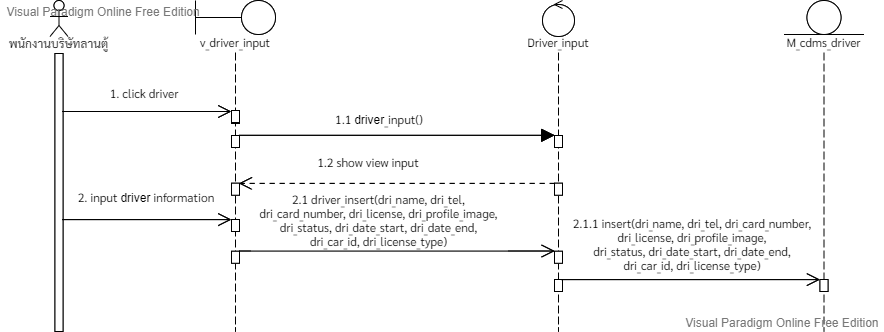 Visual Paradigm Online Free Edition
พนักงานบริษัทลานตู้
v_driver_input
Driver_input
M_cdms_driver
1. click driver
1.1 driver_input()
1.2 show view input
2. input driver information
2.1 driver_insert(dri_name, dri_tel,
dri_card_number, dri_license, dri_profile_image,
dri_status, dri_date_start, dri_date_end,
dri_car_id, dri_license_type)
2.1.1 insert(dri_name, dri_tel, dri_card_number,
dri_license, dri_profile_image,
dri_status, dri_date_start, dri_date_end,
dri_car_id, dri_license_type)
Visual Paradigm Online Free Edition